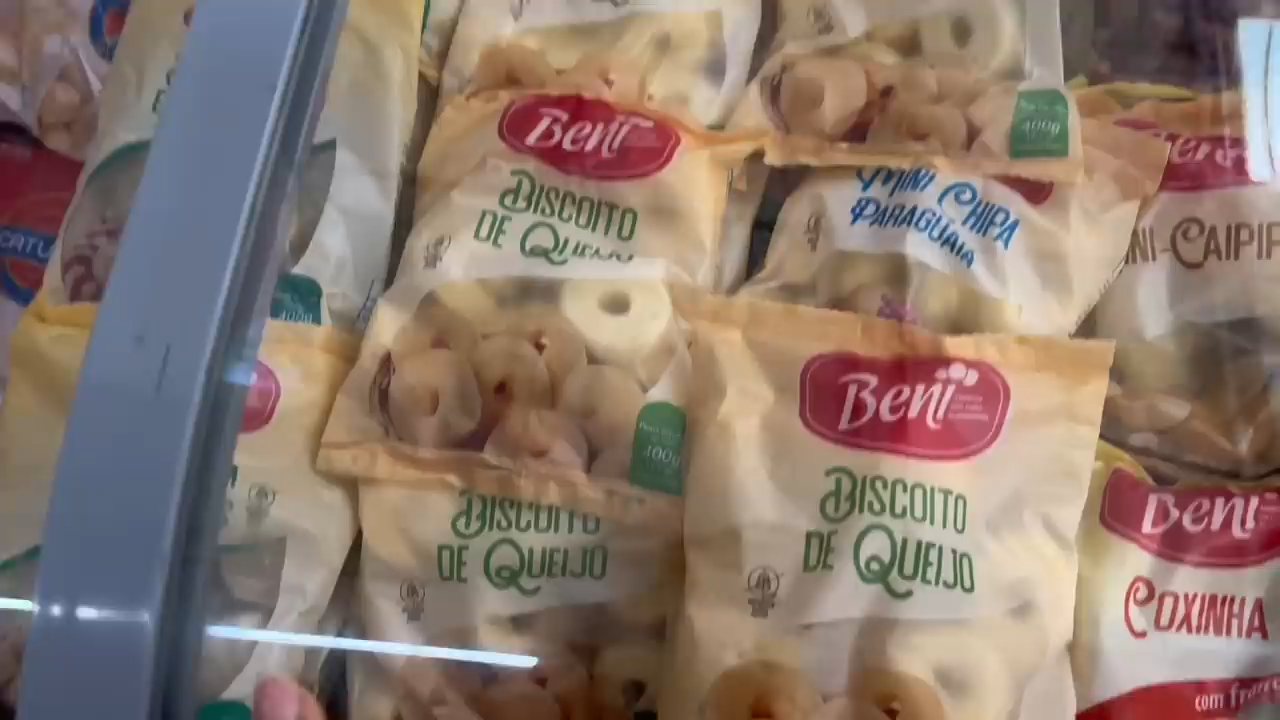 400g
Beni
BISCOITO
DE QUEIJO
MINI CHIPA
PARAGUAIA
NI-CAIPIR
CATU
400g
400g
Beni
BISCOITO
DE QUEIJO
BISCOITO
DE QUEIJO
Beni
COXINHA